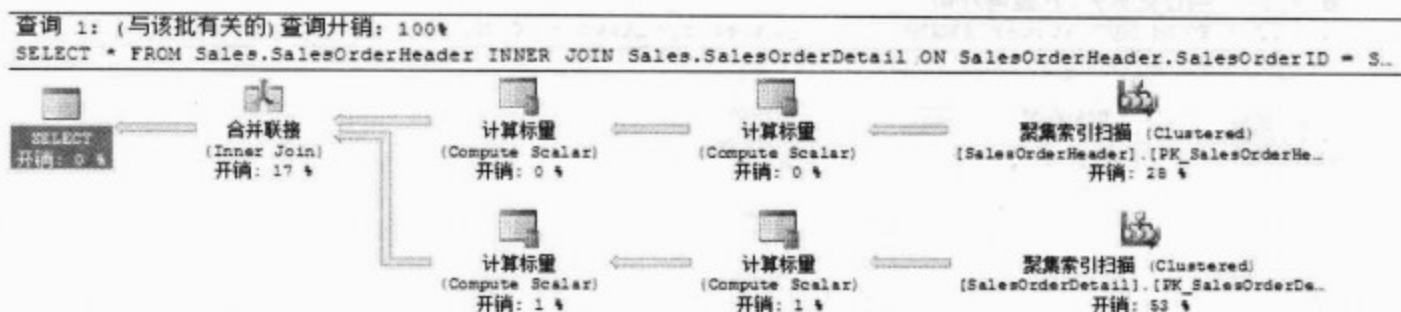 查询 1: (与该批有关的)查询开销: 100%
SELECT * FROM Sales.SalesOrderHeader INNER JOIN Sales.SalesOrderDetail ON SalesOrderHeader.SalesOrderID = S…
SELECT
开销: 0 %
合并联接
(Inner Join)
开销: 17 %
计算标量
(Compute Scalar)
开销: 0 %
计算标量
(Compute Scalar)
开销: 0 %
聚集索引扫描 (Clustered)
[SalesOrderHeader].[PK_SalesOrderHe…
开销: 28 %
计算标量
(Compute Scalar)
开销: 1 %
计算标量
(Compute Scalar)
开销: 1 %
聚集索引扫描 (Clustered)
[SalesOrderDetail].[PK_SalesOrderDe…
开销: 53 %